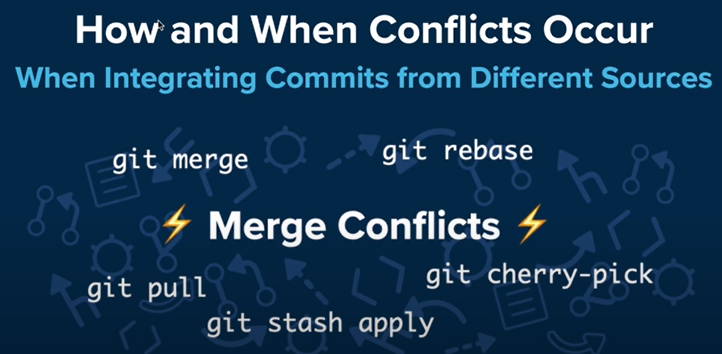 How and When Conflicts Occur
When Integrating Commits from Different Sources
git merge
git rebase
⚡ Merge Conflicts ⚡
git pull
git cherry-pick
git stash apply